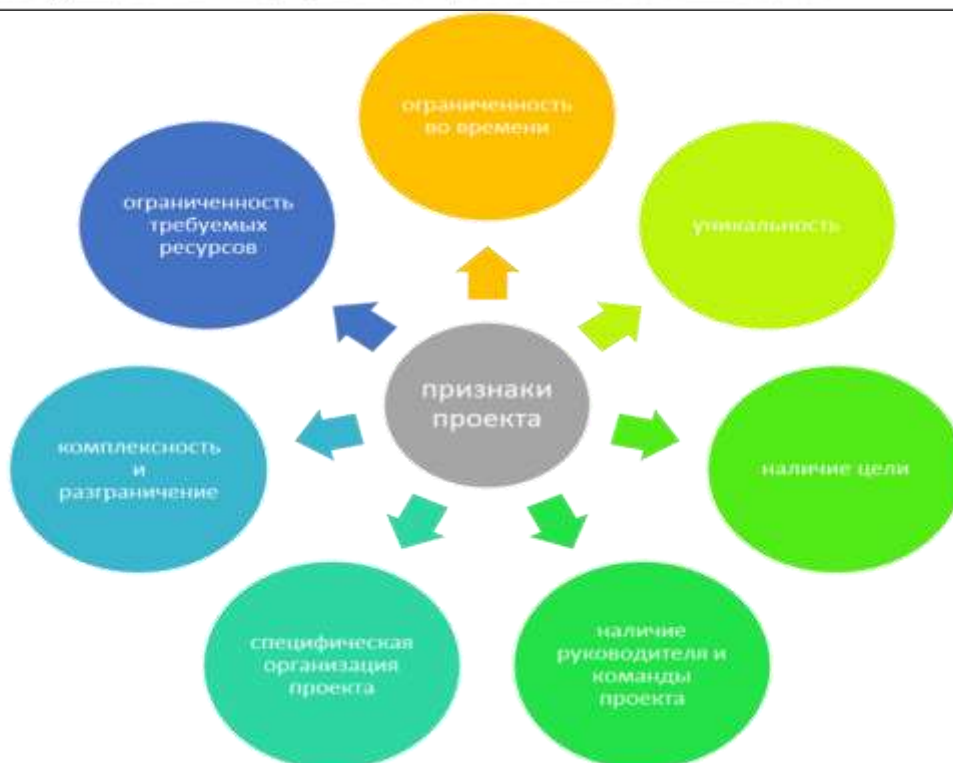 ограниченность
во времени
уникальность
наличие цели
наличие
руководителя и
команды
проекта
специфическая
организация
проекта
комплексность
и
разграничение
ограниченность
требуемых
ресурсов
признаки
проекта